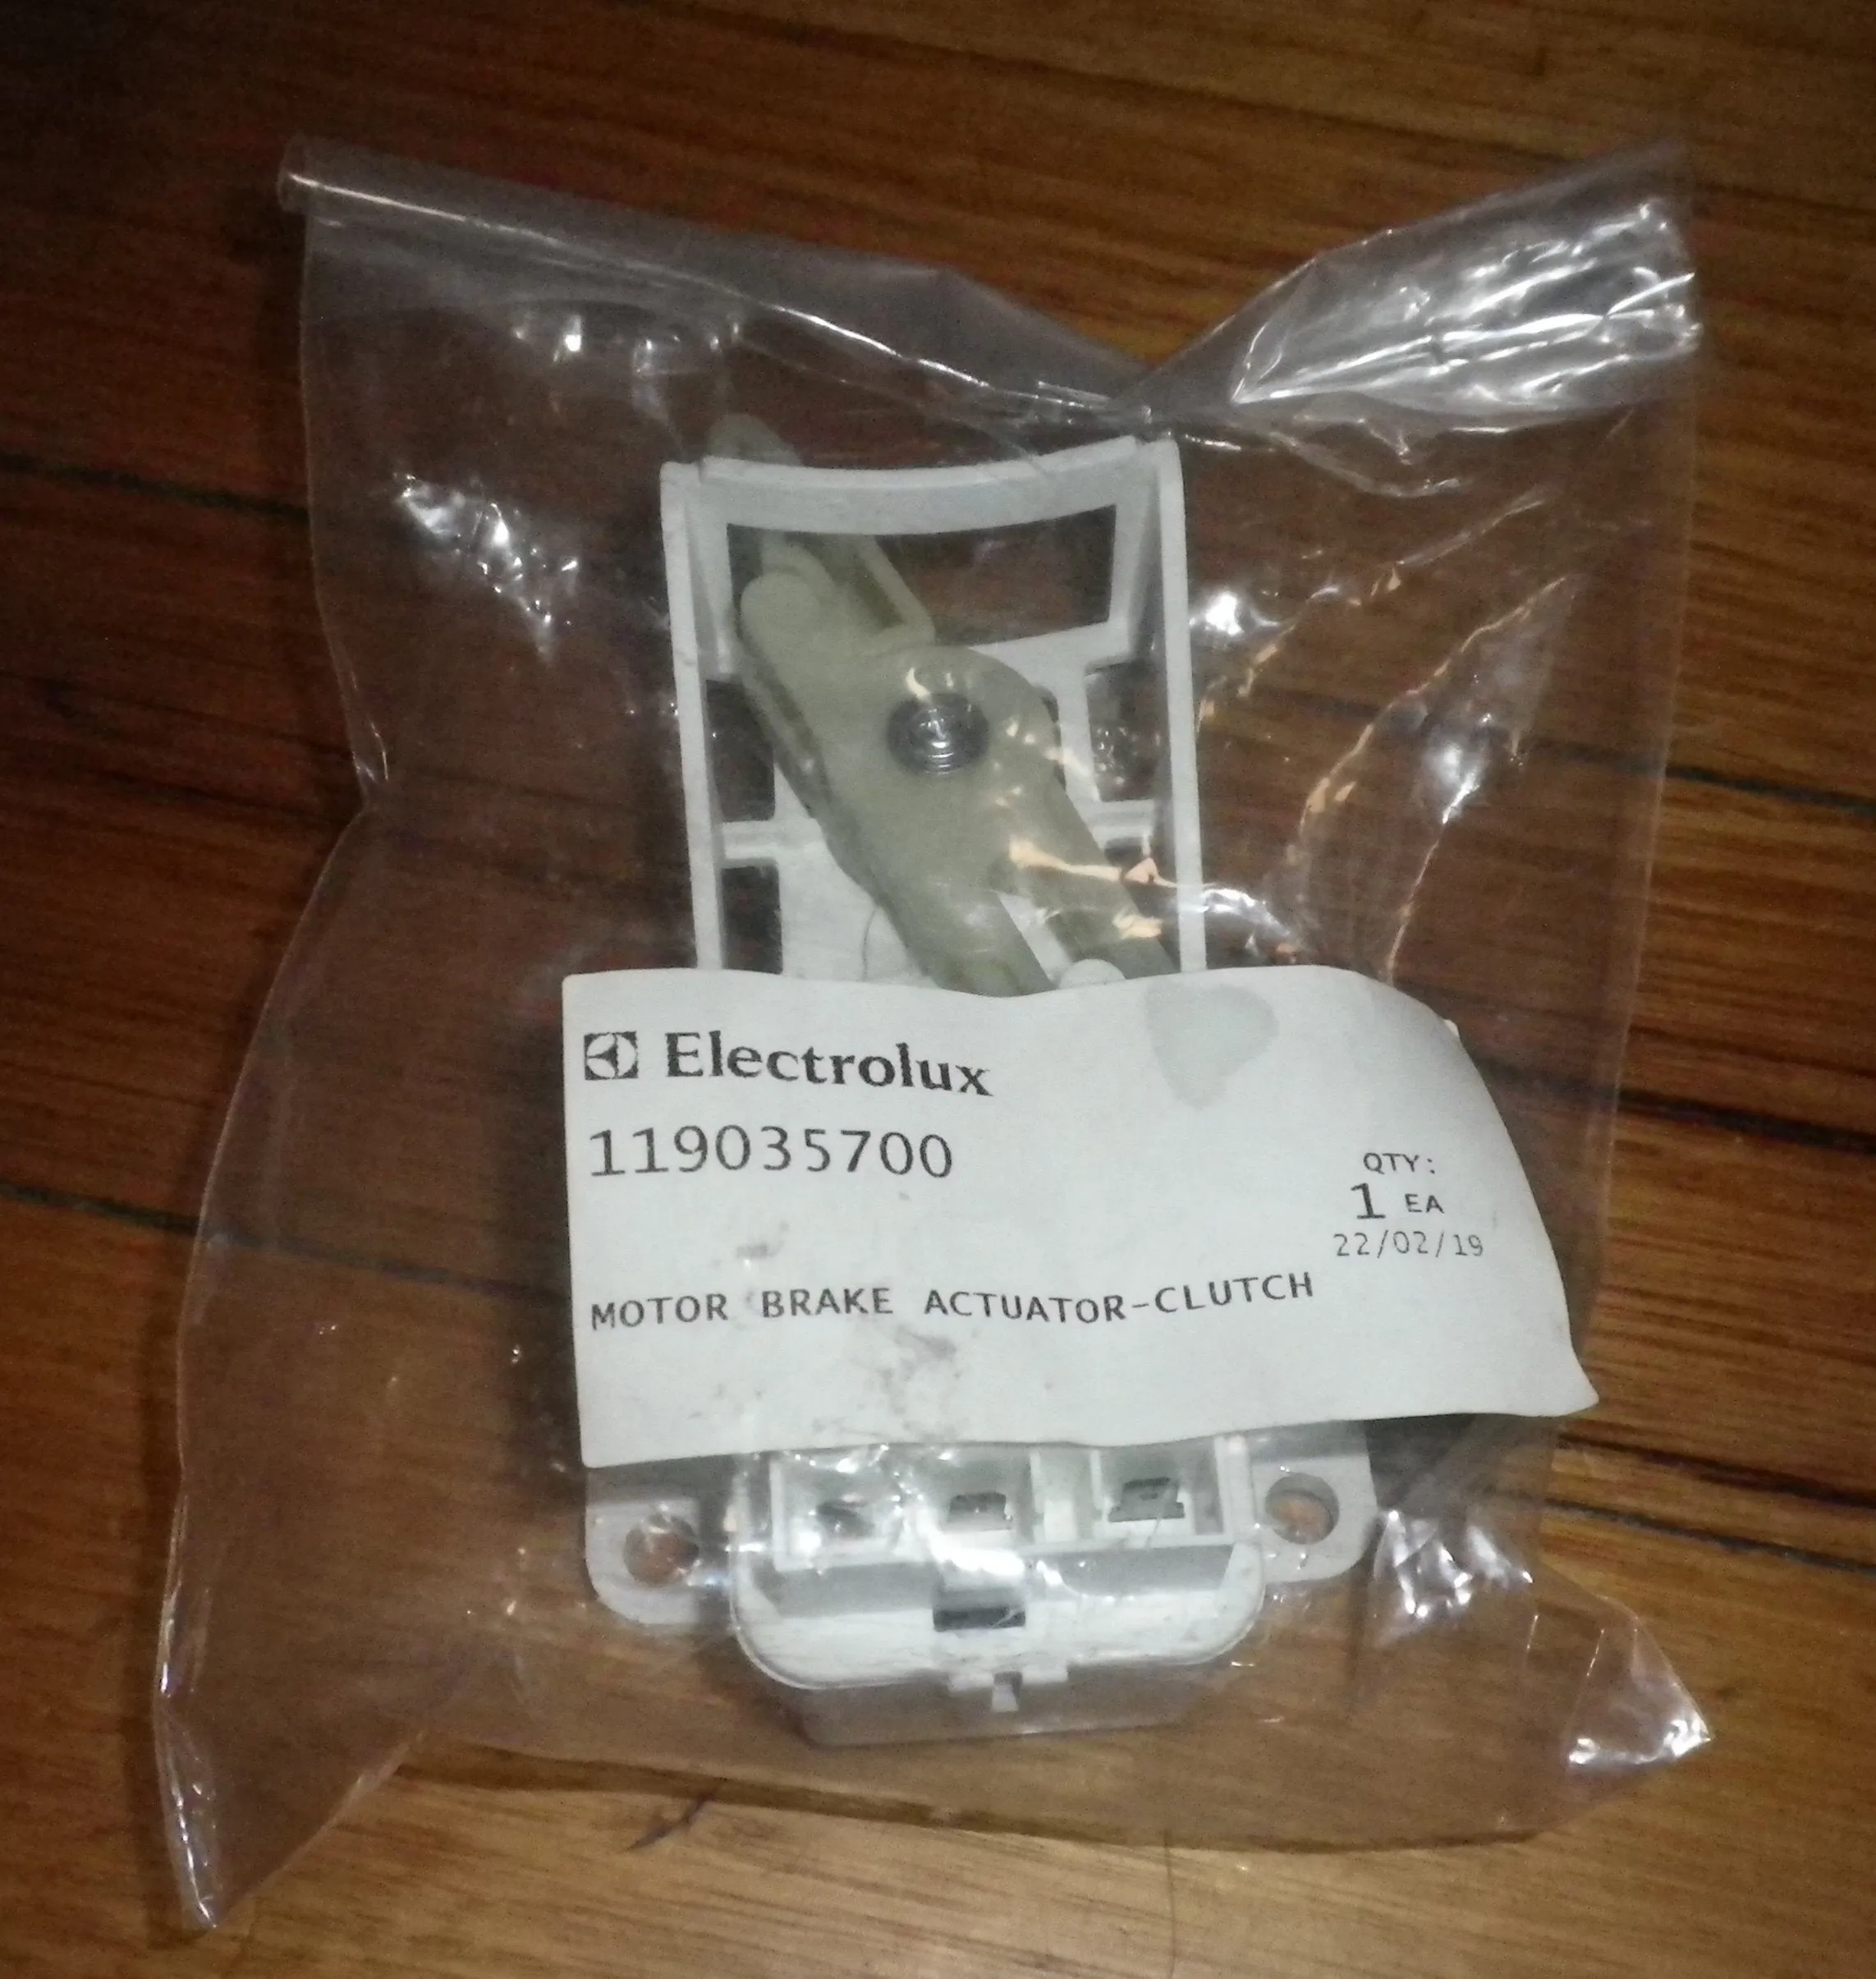 Electrolux
119035700
QTY:
1 EA
22/02/19
MOTOR BRAKE ACTUATOR-CLUTCH